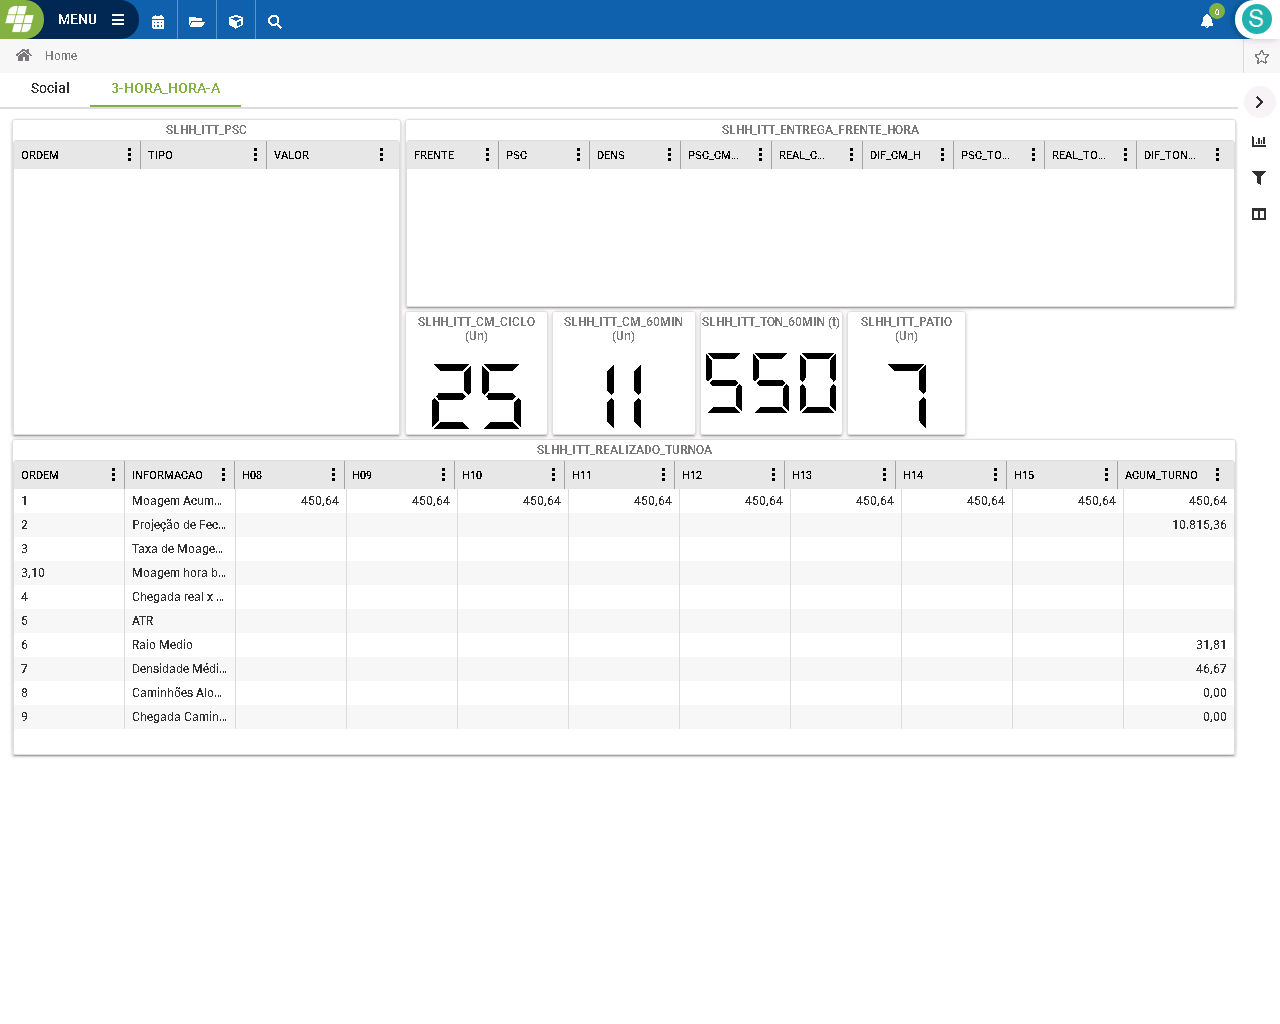 MENU
0
S
Home
Social 3-HORA_HORA-A
SLHH_ITT_PSC
ORDEM TIPO VALOR
SLHH_ITT_ENTREGA_FRENTE_HORA
FRENTE PSC DENS PSC_CM... REAL_C... DIF_CM_H PSC_TO... REAL_TO... DIF_TON...
SLHH_ITT_CM_CICLO
(Un)
25
SLHH_ITT_CM_60MIN
(Un)
11
SLHH_ITT_TON_60MIN (t)
550
SLHH_ITT_PATIO
(Un)
7
SLHH_ITT_REALIZADO_TURNOA
ORDEM INFORMACAO H08 H09 H10 H11 H12 H13 H14 H15 ACUM_TURNO
1 Moagem Acum... 450,64 450,64 450,64 450,64 450,64 450,64 450,64 450,64 450,64
2 Projeção de Fec... 10.815,36
3 Taxa de Moage...
3,10 Moagem hora b...
4 Chegada real x ...
5 ATR
6 Raio Medio 31,81
7 Densidade Médi... 46,67
8 Caminhões Alo... 0,00
9 Chegada Camin... 0,00